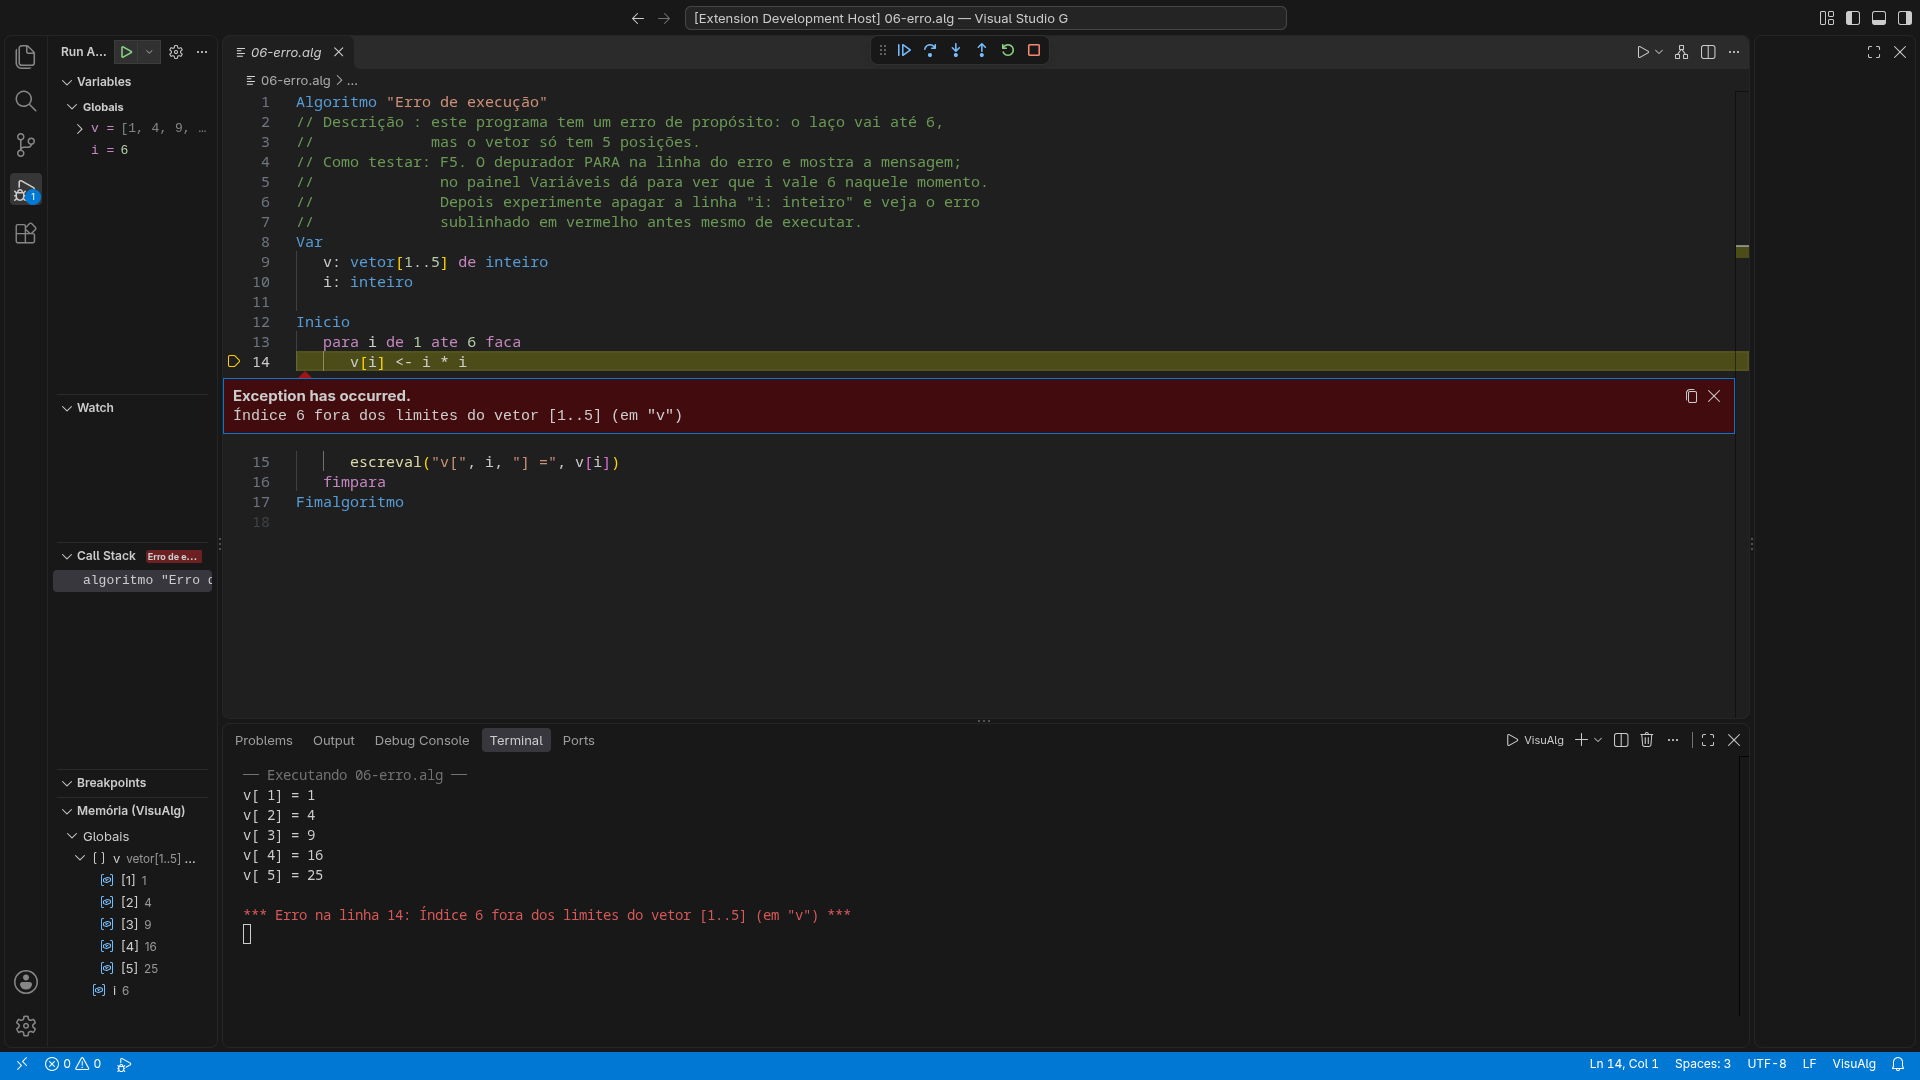 [Extension Development Host] 06-erro.alg — Visual Studio G
Run A...
Variables
Globais
v = [1, 4, 9, …
i = 6
Watch
Call Stack
Erro de e...
algoritmo "Erro
Breakpoints
Memória (VisuAlg)
Globais
v vetor[1..5] ...
[1] 1
[2] 4
[3] 9
[4] 16
[5] 25
i 6
06-erro.alg
06-erro.alg > ...
1 Algoritmo "Erro de execução"
2 // Descrição : este programa tem um erro de propósito: o laço vai até 6,
3 // mas o vetor só tem 5 posições.
4 // Como testar: F5. O depurador PARA na linha do erro e mostra a mensagem;
5 // no painel Variáveis dá para ver que i vale 6 naquele momento.
6 // Depois experimente apagar a linha "i: inteiro" e veja o erro
7 // sublinhado em vermelho antes mesmo de executar.
8 Var
9 v: vetor[1..5] de inteiro
10 i: inteiro
11
12 Inicio
13 para i de 1 ate 6 faca
14 v[i] <- i * i
Exception has occurred.
Índice 6 fora dos limites do vetor [1..5] (em "v")
15 escreval("v[", i, "] =", v[i])
16 fimpara
17 Fimalgoritmo
18
Problems Output Debug Console Terminal Ports
VisuAlg
── Executando 06-erro.alg ──
v[ 1] = 1
v[ 2] = 4
v[ 3] = 9
v[ 4] = 16
v[ 5] = 25
*** Erro na linha 14: Índice 6 fora dos limites do vetor [1..5] (em "v") ***
1
0 0
Ln 14, Col 1 Spaces: 3 UTF-8 LF VisuAlg